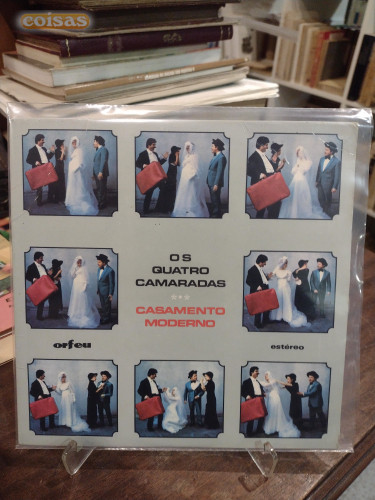 coisas
OS
QUATRO
CAMARADAS
***
CASAMENTO
MODERNO
orfeu
estéreo